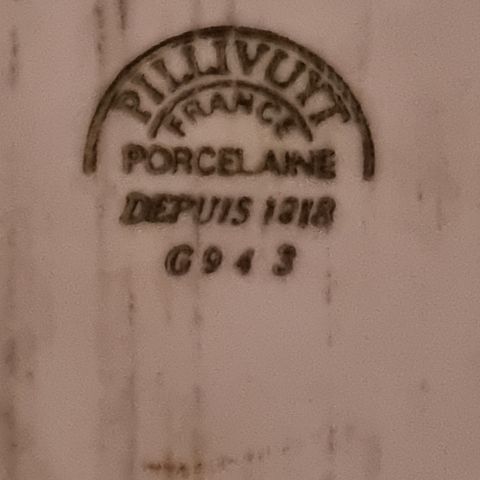 PILLIVUYT
FRANCE
PORCELAINE
DEPUIS 1818
G943